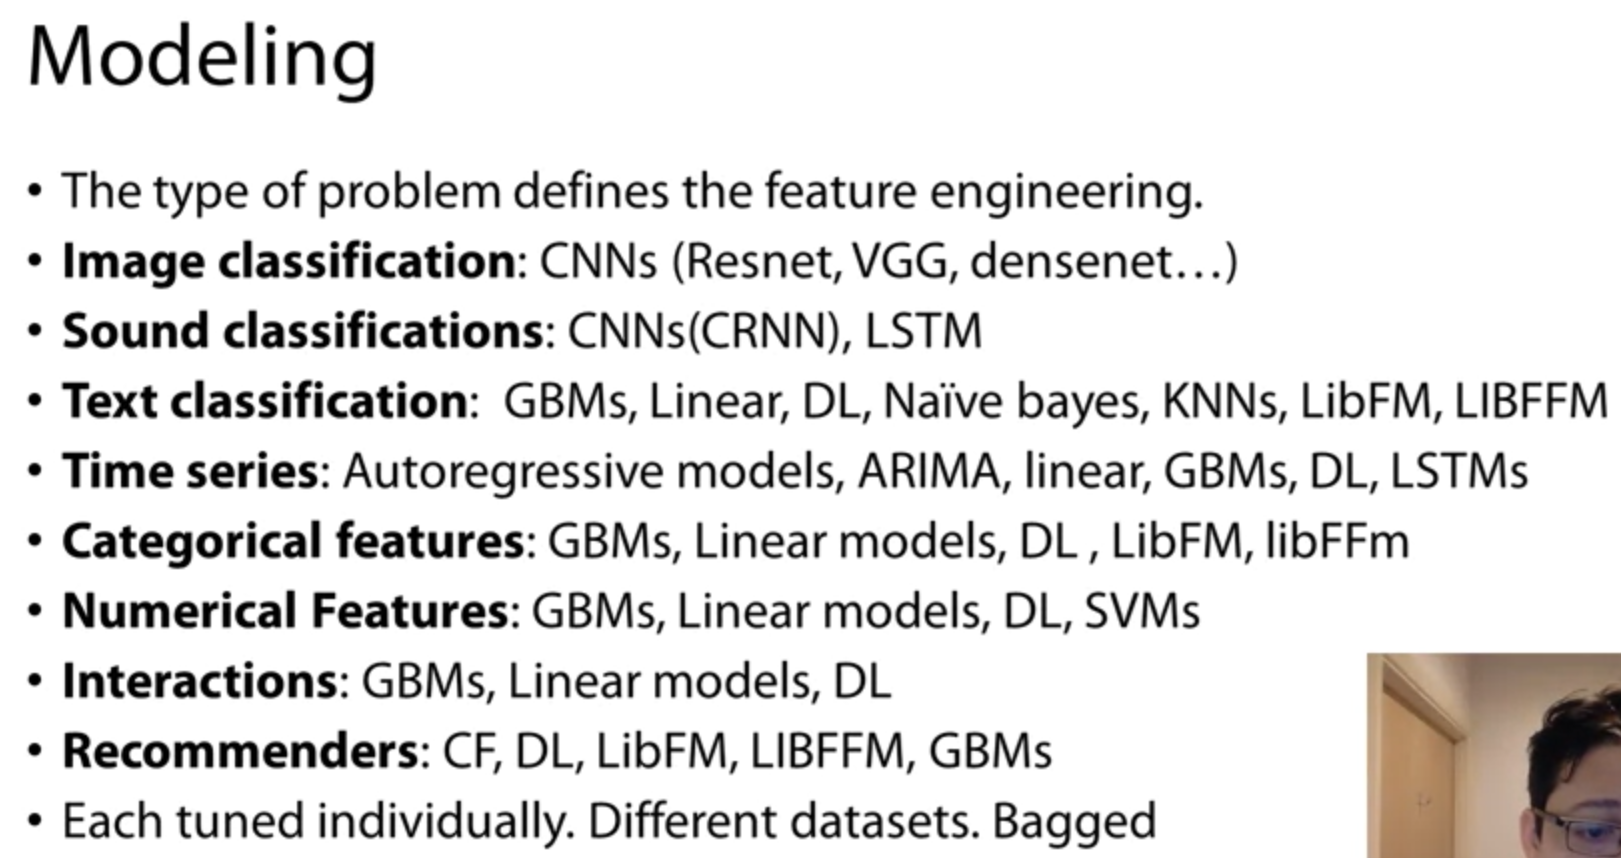 Modeling
• The type of problem defines the feature engineering.
• Image classification: CNNs (Resnet, VGG, densenet…)
• Sound classifications: CNNs(CRNN), LSTM
• Text classification:  GBMs, Linear, DL, Naïve bayes, KNNs, LibFM, LIBFFM
• Time series: Autoregressive models, ARIMA, linear, GBMs, DL, LSTMs
• Categorical features: GBMs, Linear models, DL , LibFM, libFFm
• Numerical Features: GBMs, Linear models, DL, SVMs
• Interactions: GBMs, Linear models, DL
• Recommenders: CF, DL, LibFM, LIBFFM, GBMs
• Each tuned individually. Different datasets. Bagged